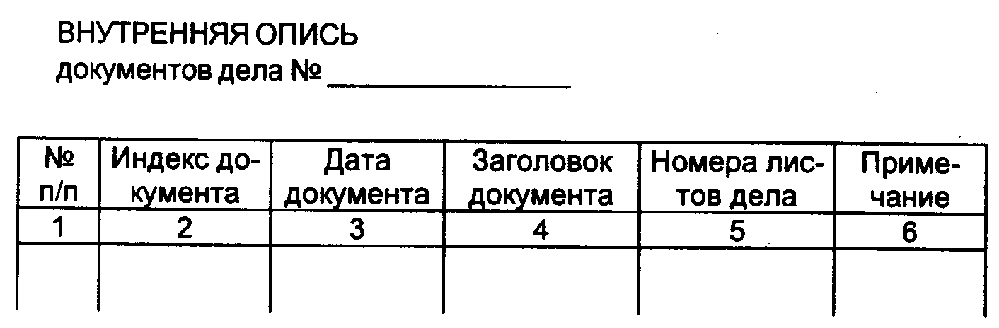 ВНУТРЕННЯЯ ОПИСЬ
документов дела №
№ п/п Индекс до-кумента Дата документа Заголовок документа Номера лис-тов дела Приме-чание
1 2 3 4 5 6